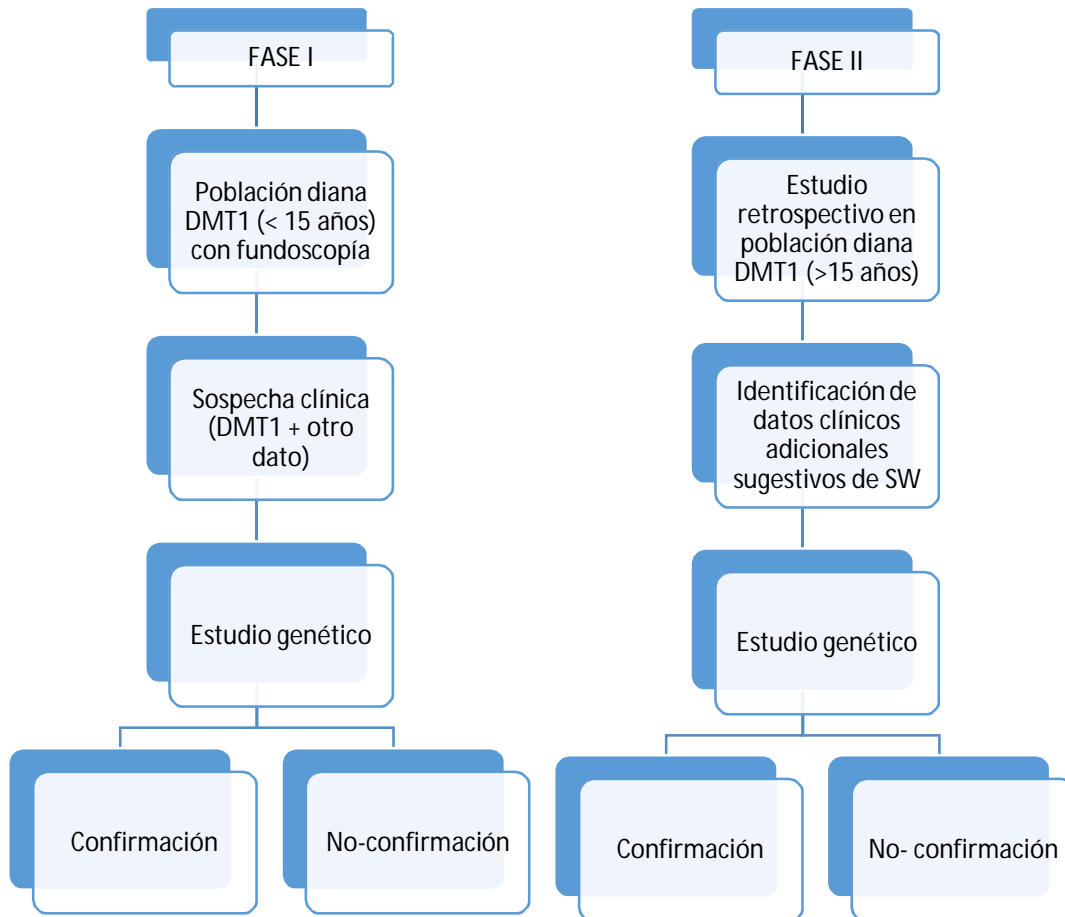 FASE I
Población diana
DMT1 (< 15 años)
con fundoscopía
Sospecha clínica
(DMT1 + otro
dato)
Estudio genético
Confirmación
No-confirmación
FASE II
Estudio
retrospectivo en
población diana
DMT1 (>15 años)
Identificación de
datos clínicos
adicionales
sugestivos de SW
Estudio genético
Confirmación
No- confirmación